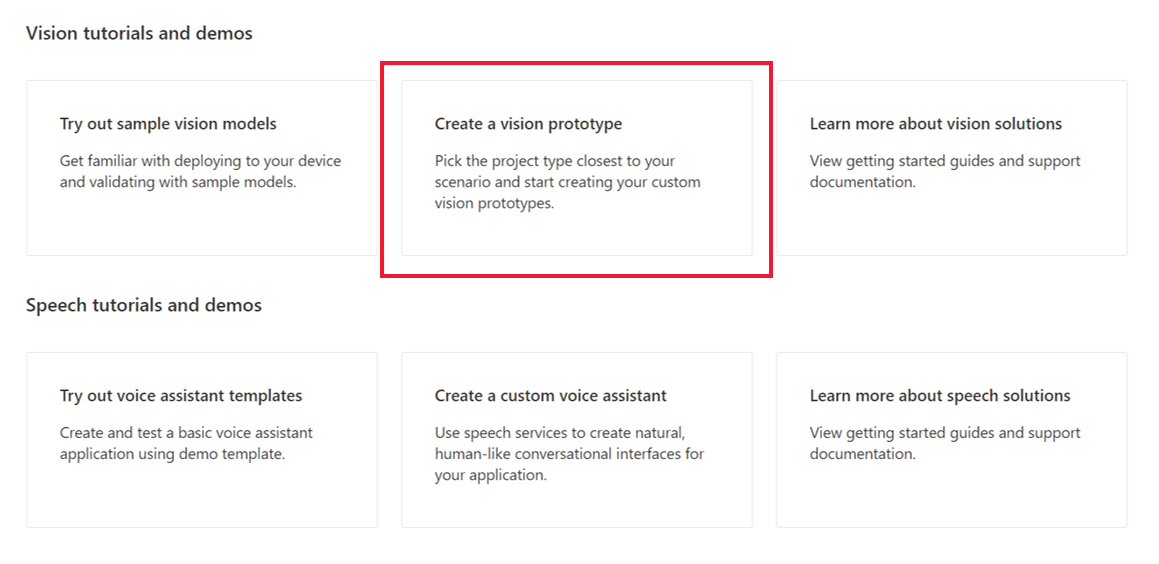 Vision tutorials and demos
Try out sample vision models
Get familiar with deploying to your device
and validating with sample models.
Create a vision prototype
Pick the project type closest to your
scenario and start creating your custom
vision prototypes.
Learn more about vision solutions
View getting started guides and support
documentation.
Speech tutorials and demos
Try out voice assistant templates
Create and test a basic voice assistant
application using demo template.
Create a custom voice assistant
Use speech services to create natural,
human-like conversational interfaces for
your application.
Learn more about speech solutions
View getting started guides and support
documentation.